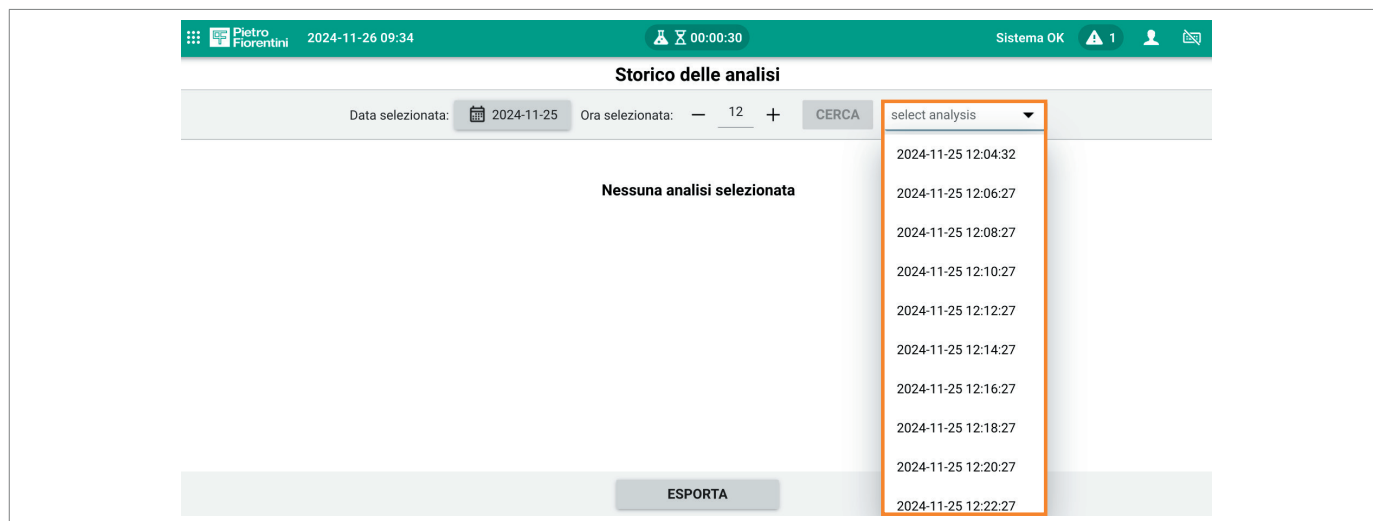 Pietro Fiorentini 2024-11-26 09:34 00:00:30 Sistema OK 1
Storico delle analisi
Data selezionata: 2024-11-25 Ora selezionata: — 12 + CERCA select analysis
2024-11-25 12:04:32
Nessuna analisi selezionata
2024-11-25 12:06:27
2024-11-25 12:08:27
2024-11-25 12:10:27
2024-11-25 12:12:27
2024-11-25 12:14:27
2024-11-25 12:16:27
2024-11-25 12:18:27
2024-11-25 12:20:27
ESPORTA
2024-11-25 12:22:27